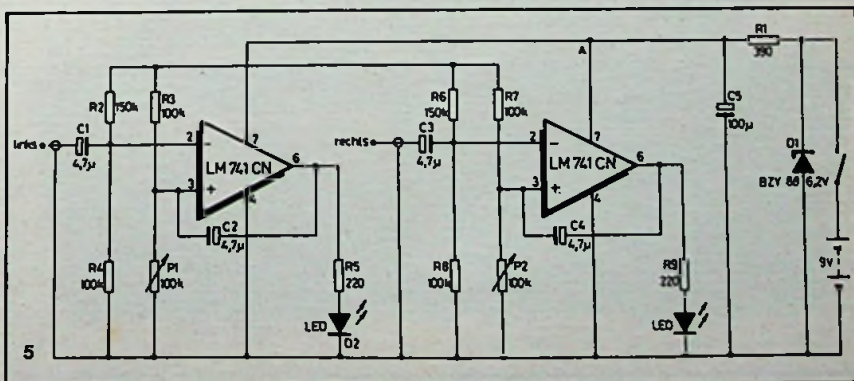 R1
390
A
R2
150k
R3
100k
R6
150k
R7
100k
C5
100µ
links
C1
4,7µ
2
7
6
3
4
LM 741 CN
rechts
C3
4,7µ
2
7
6
3
4
LM 741 CN
D1
BZY 88 6,2V
C2
4,7µ
C4
4,7µ
R4
100k
P1
100k
R5
220
R8
100k
P2
100k
R9
220
9V
LED
D2
LED
5